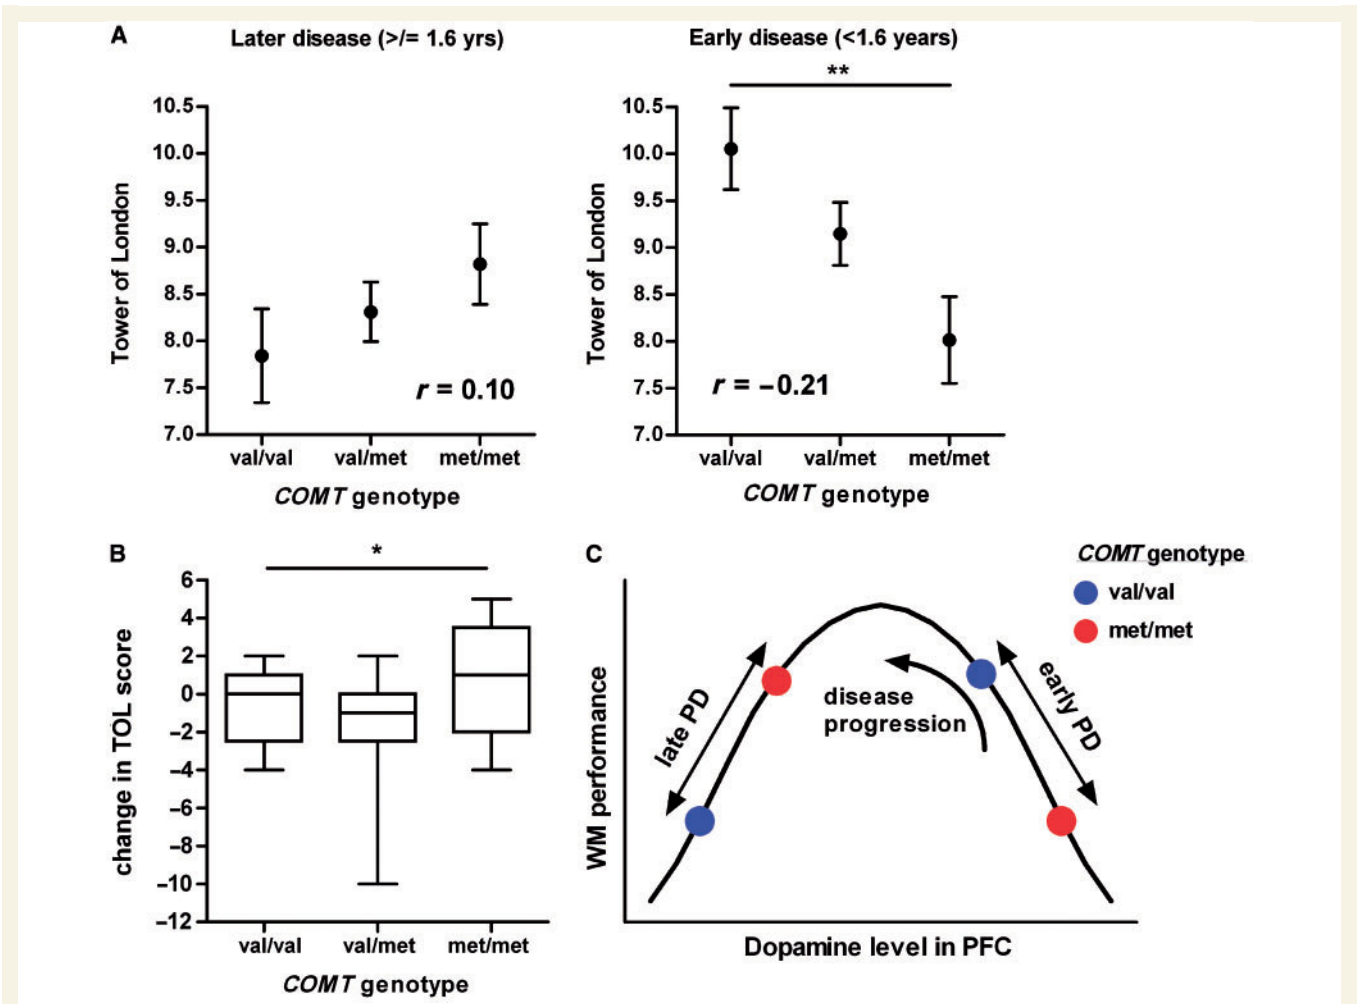 A
Later disease (>/= 1.6 yrs)
Tower of London
10.5
10.0
9.5
9.0
8.5
8.0
7.5
7.0
r = 0.10
val/val val/met met/met
COMT genotype
Early disease (<1.6 years)
**
Tower of London
10.5
10.0
9.5
9.0
8.5
8.0
7.5
7.0
r = –0.21
val/val val/met met/met
COMT genotype
B
*
change in TOL score
6
4
2
0
–2
–4
–6
–8
–10
–12
val/val val/met met/met
COMT genotype
C
COMT genotype
val/val
met/met
WM performance
late PD
disease
progression
early PD
Dopamine level in PFC